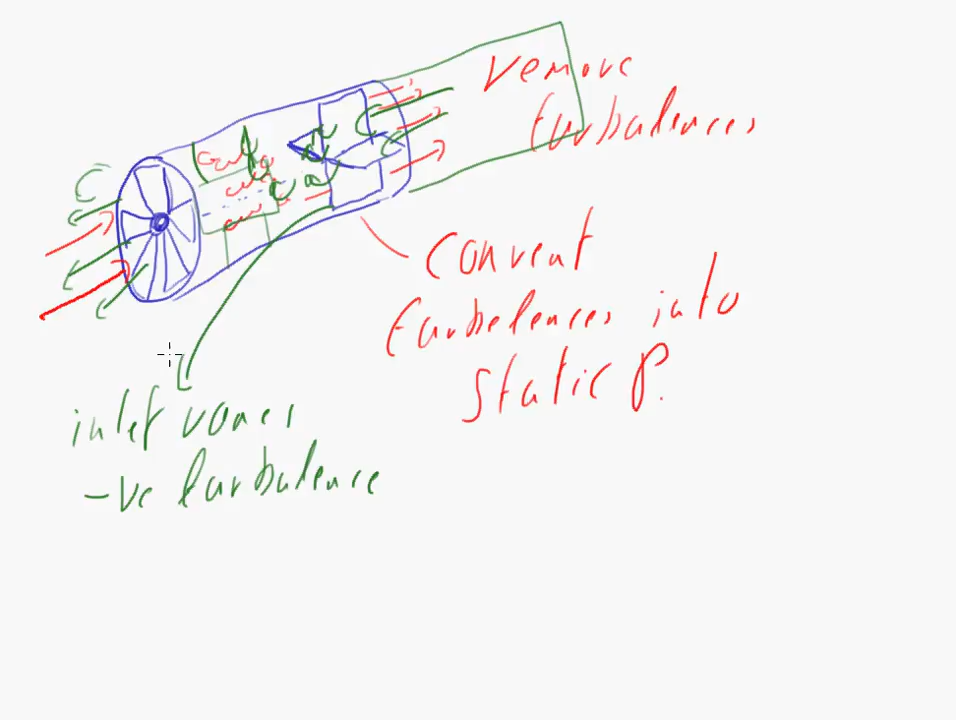 remove
turbulences
convert
turbulences into
static P.
inlet vanes
-ve turbulence